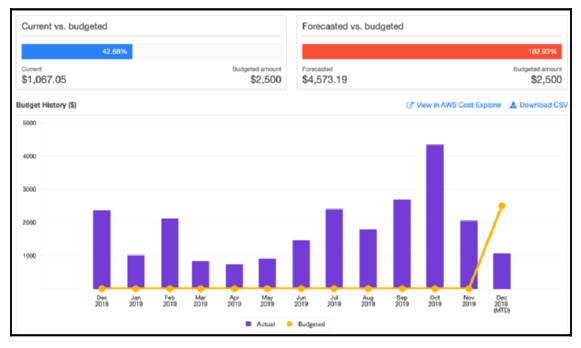 Current vs. budgeted
42.68%
Current
Budgeted amount
$1,067.05
$2,500
Forecasted vs. budgeted
182.93%
Forecasted
Budgeted amount
$4,573.19
$2,500
Budget History ($)
View in AWS Cost Explorer
Download CSV
5000
4000
3000
2000
1000
Dec 2018
Jan 2019
Feb 2019
Mar 2019
Apr 2019
May 2019
Jun 2019
Jul 2019
Aug 2019
Sep 2019
Oct 2019
Nov 2019
Dec 2019 (MTD)
Actual
Budgeted